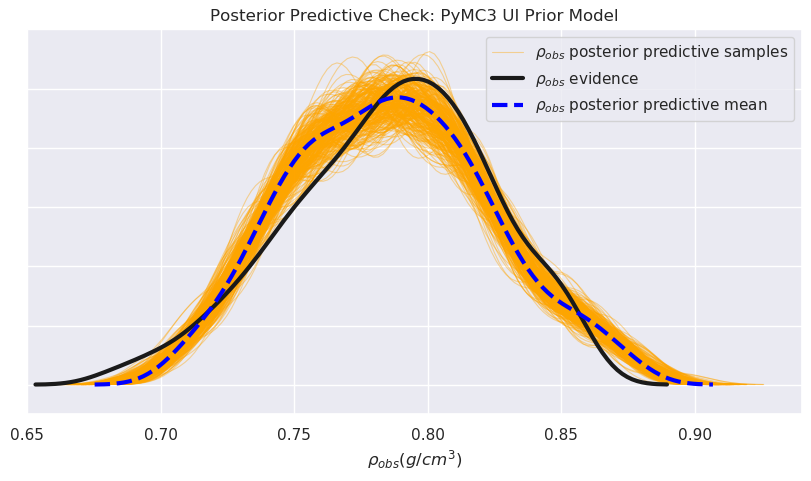 Posterior Predictive Check: PyMC3 UI Prior Model
ρobs posterior predictive samples
ρobs evidence
ρobs posterior predictive mean
0.65 0.70 0.75 0.80 0.85 0.90
ρobs(g/cm³)